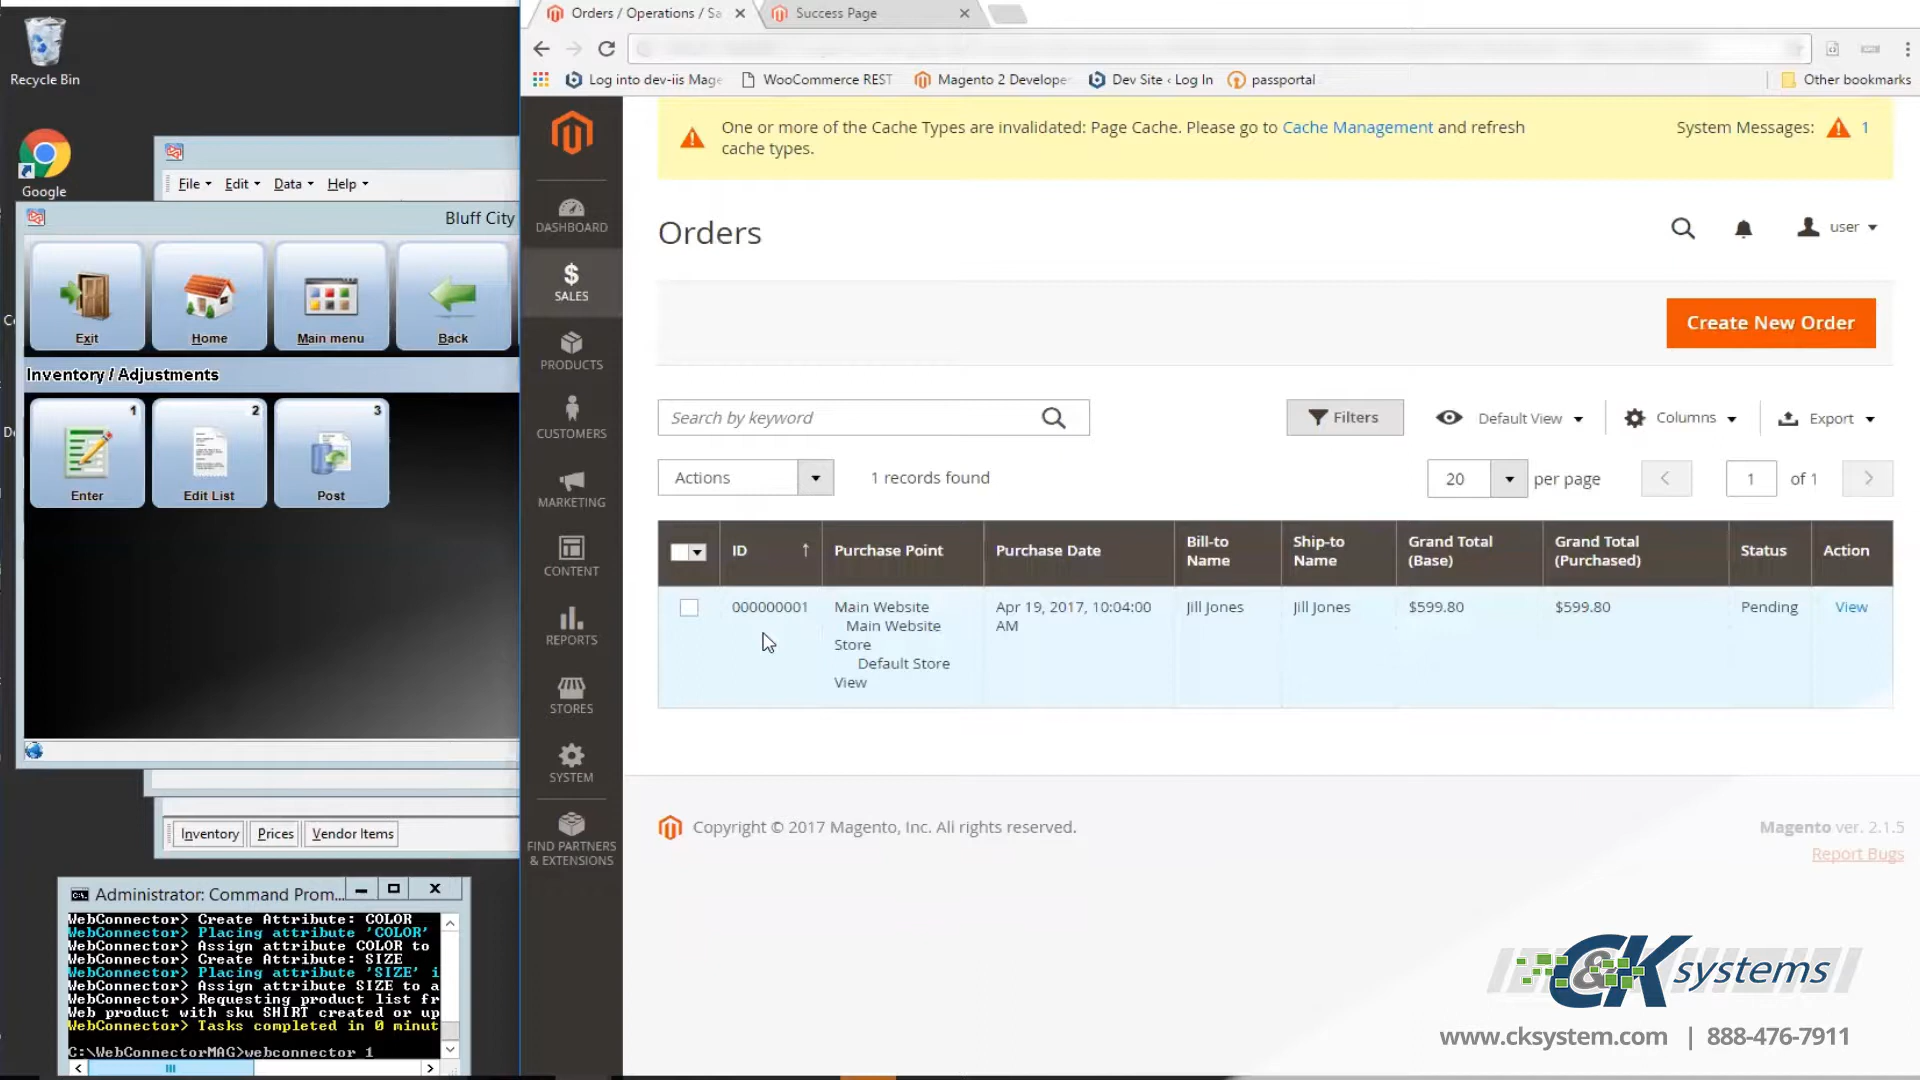 Recycle Bin
Google
File Edit Data Help
Bluff City
Exit
Home
Main menu
Back
Inventory / Adjustments
1
Enter
2
Edit List
3
Post
Inventory
Prices
Vendor Items
Administrator: Command Prom...
WebConnector> Create Attribute: COLOR
WebConnector> Placing attribute 'COLOR'
WebConnector> Assign attribute COLOR to
WebConnector> Create Attribute: SIZE
WebConnector> Placing attribute 'SIZE' i
WebConnector> Assign attribute SIZE to a
WebConnector> Requesting product list fr
Web product with sku SHIRT created or up
WebConnector> Tasks completed in 0 minut
C:\WebConnectorMAG>webconnector 1
Orders / Operations / Sa
Success Page
Log into dev-iis Mage
WooCommerce REST
Magento 2 Develope
Dev Site ‹ Log In
passportal
Other bookmarks
DASHBOARD
SALES
PRODUCTS
CUSTOMERS
MARKETING
CONTENT
REPORTS
STORES
SYSTEM
FIND PARTNERS
& EXTENSIONS
One or more of the Cache Types are invalidated: Page Cache. Please go to Cache Management and refresh
cache types.
System Messages: 1
Orders
user
Create New Order
Search by keyword
Filters
Default View
Columns
Export
Actions
1 records found
20 per page
1 of 1
ID
Purchase Point
Purchase Date
Bill-to
Name
Ship-to
Name
Grand Total
(Base)
Grand Total
(Purchased)
Status
Action
000000001
Main Website
Main Website
Store
Default Store
View
Apr 19, 2017, 10:04:00
AM
Jill Jones
Jill Jones
$599.80
$599.80
Pending
View
Copyright © 2017 Magento, Inc. All rights reserved.
Magento ver. 2.1.5
Report Bugs
C&K systems
www.cksystem.com | 888-476-7911